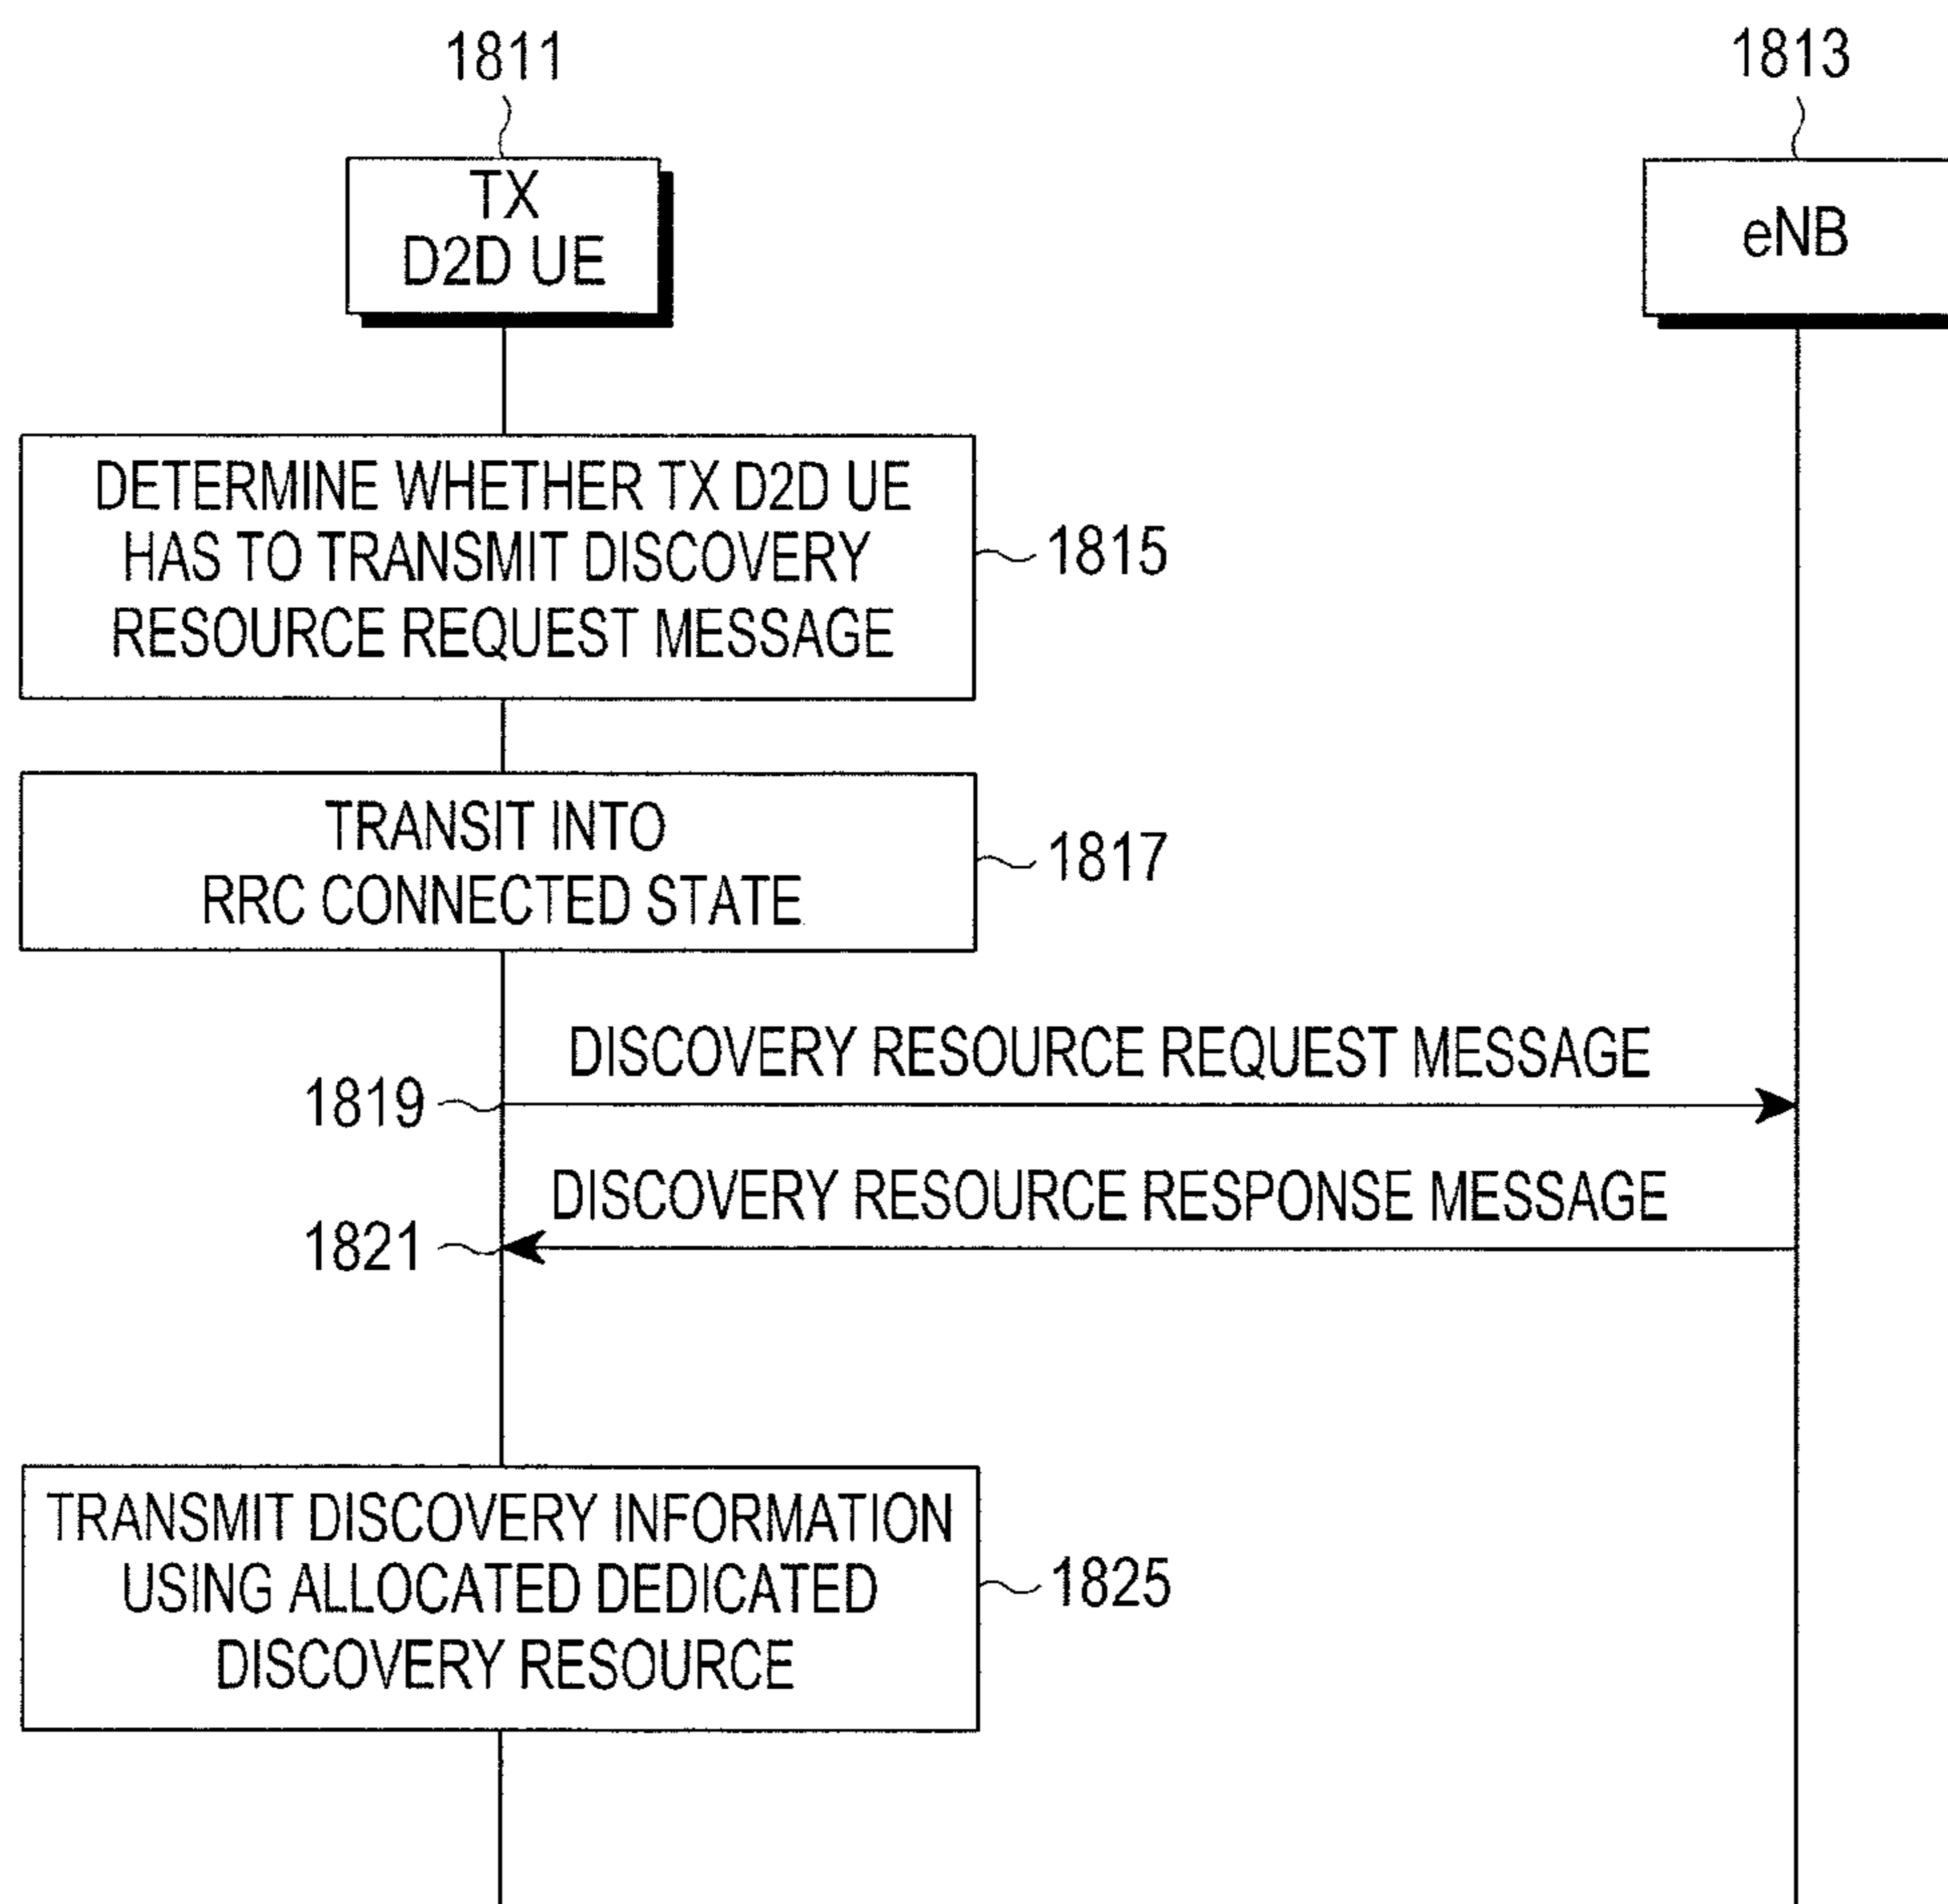 1811
1813
TX
D2D UE
eNB
DETERMINE WHETHER TX D2D UE
HAS TO TRANSMIT DISCOVERY
RESOURCE REQUEST MESSAGE
1815
TRANSIT INTO
RRC CONNECTED STATE
1817
DISCOVERY RESOURCE REQUEST MESSAGE
1819
DISCOVERY RESOURCE RESPONSE MESSAGE
1821
TRANSMIT DISCOVERY INFORMATION
USING ALLOCATED DEDICATED
DISCOVERY RESOURCE
1825